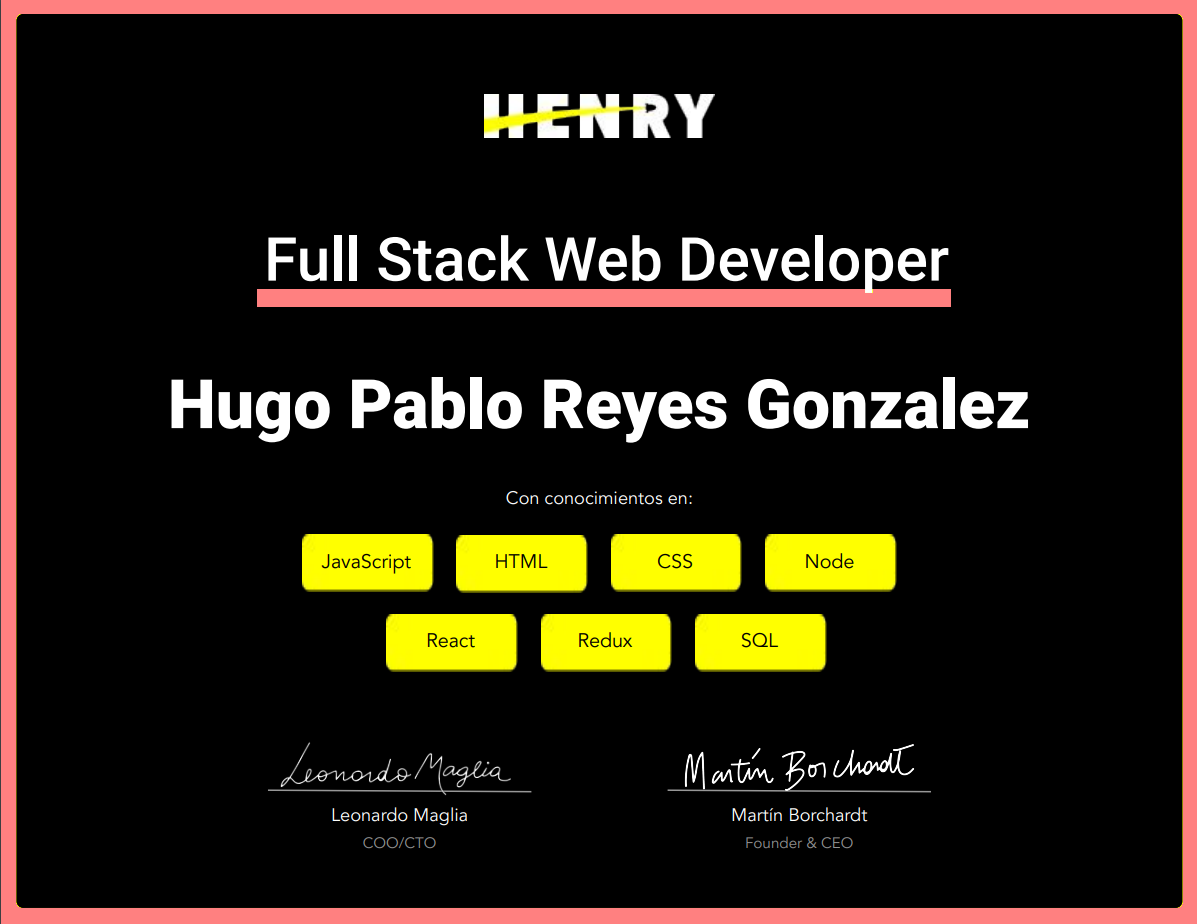 HENRY
Full Stack Web Developer
Hugo Pablo Reyes Gonzalez
Con conocimientos en:
JavaScript HTML CSS Node
React Redux SQL
Leonardo Maglia Martín Borchardt
Leonardo Maglia Martín Borchardt
COO/CTO Founder & CEO